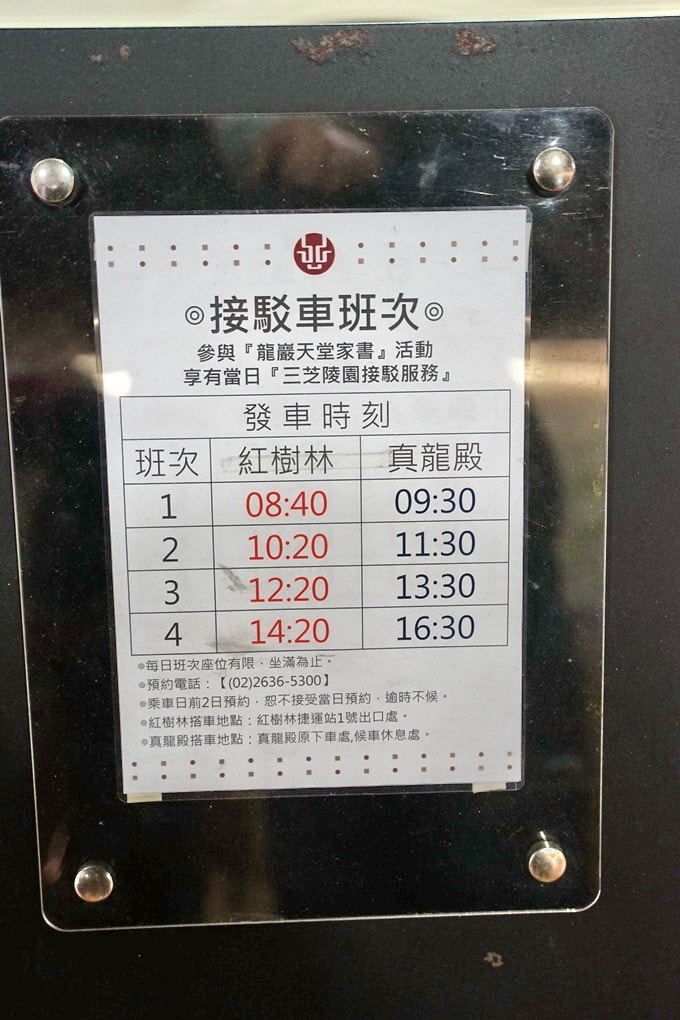 ◎接駁車班次◎
參與『龍巖天堂家書』活動
享有當日『三芝陵園接駁服務』
發車時刻
班次 紅樹林 真龍殿
1 08:40 09:30
2 10:20 11:30
3 12:20 13:30
4 14:20 16:30
◎每日班次座位有限，坐滿為止。
◎預約電話：【(02)2636-5300】
◎乘車日前2日預約，恕不接受當日預約，逾時不候。
◎紅樹林搭車地點：紅樹林捷運站1號出口處。
◎真龍殿搭車地點：真龍殿原下車處,候車休息處。